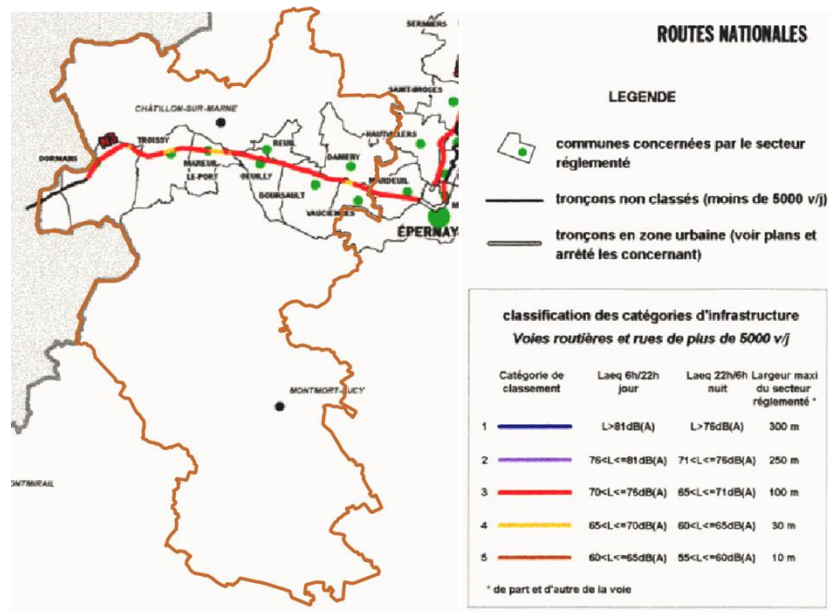 SERMIERS
SAINT-IMOGES
CHÂTILLON-SUR-MARNE
HAUTVILLERS
TROISSY
REUIL
DAMERY
DORMANS
MAREUIL
LE-PORT
OEUILLY
MARDEUIL
BOURSAULT
VAUCIENNES
ÉPERNAY
MONTMORT-LUCY
ONTMIRAIL
ROUTES NATIONALES
LEGENDE
communes concernées par le secteur
réglementé
tronçons non classés (moins de 5000 v/j)
tronçons en zone urbaine (voir plans et
arrêté les concernant)
classification des catégories d'infrastructure
Voies routières et rues de plus de 5000 v/j
Catégorie de classement Laeq 6h/22h jour Laeq 22h/6h nuit Largeur maxi du secteur réglementé *
1 L>81dB(A) L>76dB(A) 300 m
2 76<L<=81dB(A) 71<L<=76dB(A) 250 m
3 70<L<=76dB(A) 65<L<=71dB(A) 100 m
4 65<L<=70dB(A) 60<L<=65dB(A) 30 m
5 60<L<=65dB(A) 55<L<=60dB(A) 10 m
* de part et d'autre de la voie